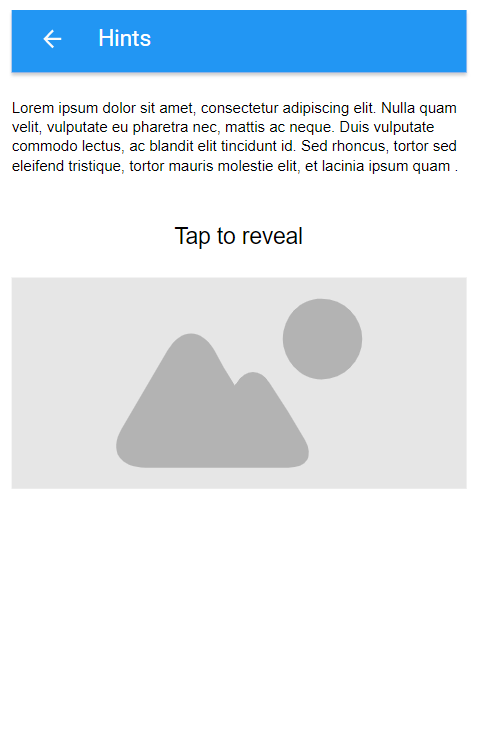 Hints
Lorem ipsum dolor sit amet, consectetur adipiscing elit. Nulla quam
velit, vulputate eu pharetra nec, mattis ac neque. Duis vulputate
commodo lectus, ac blandit elit tincidunt id. Sed rhoncus, tortor sed
eleifend tristique, tortor mauris molestie elit, et lacinia ipsum quam .
Tap to reveal